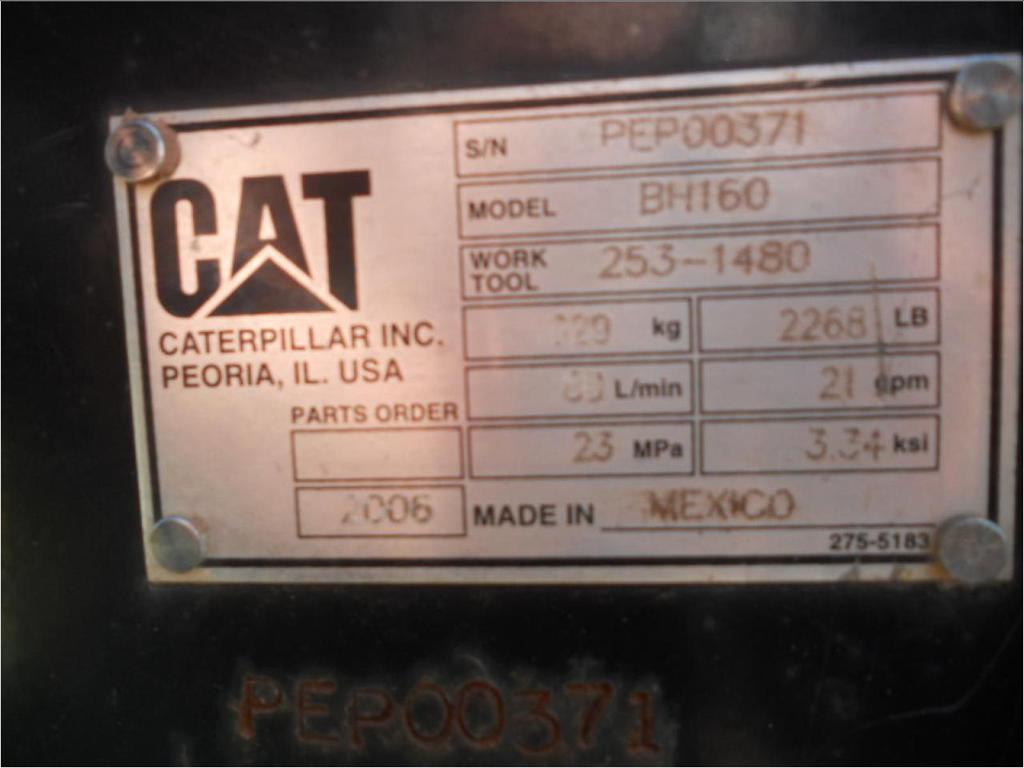 CAT
CATERPILLAR INC.
PEORIA, IL. USA
S/N PEP00371
MODEL BH160
WORK TOOL 253-1480
kg 2268 LB
L/min 21 gpm
PARTS ORDER
23 MPa 3.34 ksi
2006 MADE IN MEXICO
275-5183
PEP00371